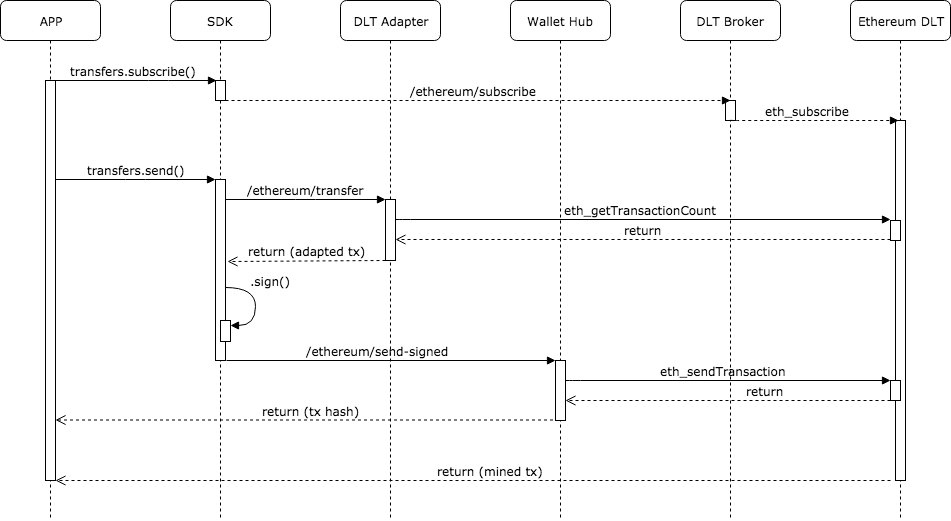 APP
SDK
DLT Adapter
Wallet Hub
DLT Broker
Ethereum DLT
transfers.subscribe()
/ethereum/subscribe
eth_subscribe
transfers.send()
/ethereum/transfer
eth_getTransactionCount
return
return (adapted tx)
.sign()
/ethereum/send-signed
eth_sendTransaction
return
return (tx hash)
return (mined tx)